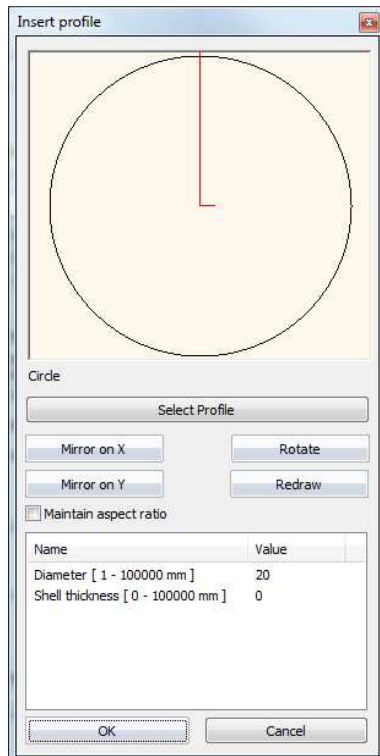 Insert profile
Circle
Select Profile
Mirror on X Rotate
Mirror on Y Redraw
Maintain aspect ratio
Name Value
Diameter [ 1 - 100000 mm ] 20
Shell thickness [ 0 - 100000 mm ] 0
OK Cancel